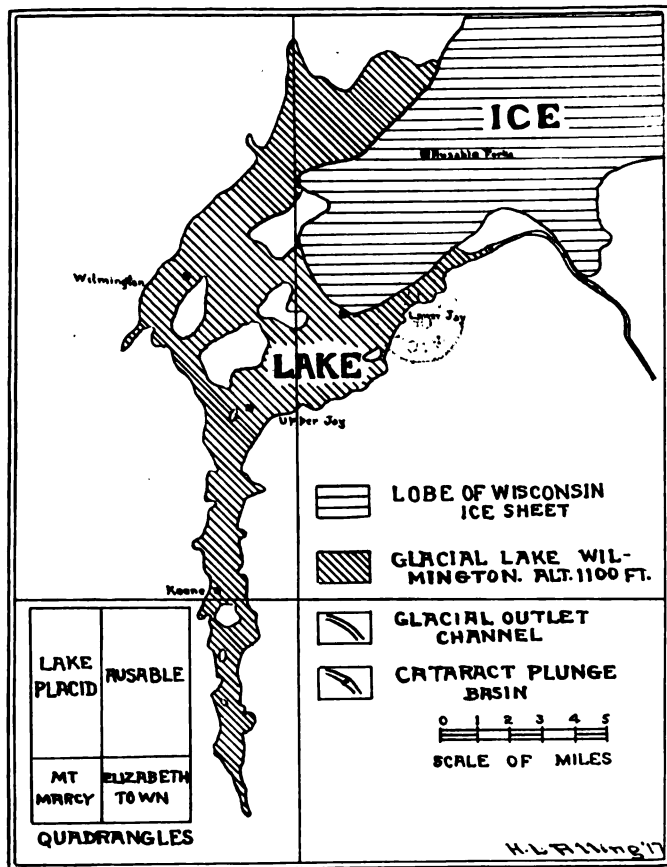 ICE
Ausable Forks
Wilmington
Lower Jay
LAKE
Upper Jay
LOBE OF WISCONSIN
ICE SHEET
GLACIAL LAKE WIL-
MINGTON. ALT. 1100 FT.
Keene
GLACIAL OUTLET
CHANNEL
LAKE
PLACID
AUSABLE
CATARACT PLUNGE
BASIN
0 1 2 3 4 5
SCALE OF MILES
MT
MARCY
ELIZABETH
TOWN
QUADRANGLES
H.L. Alling '17